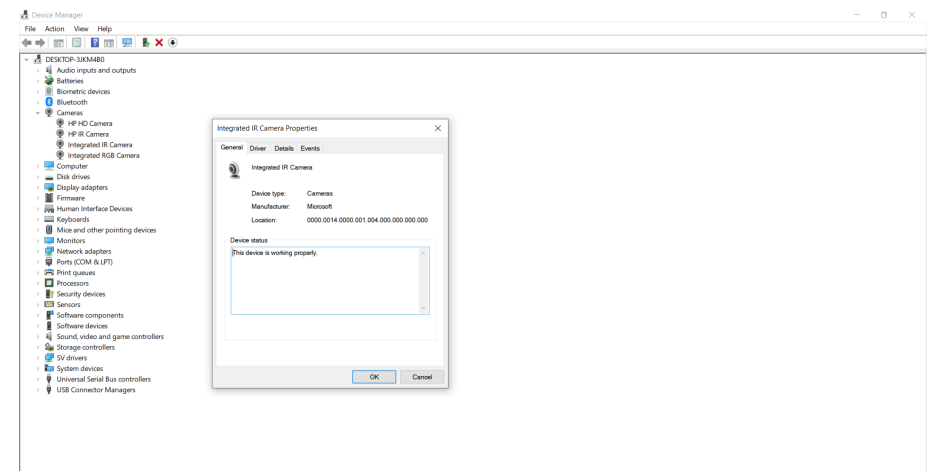 Device Manager
File Action View Help
DESKTOP-3JKM4B0
Audio inputs and outputs
Batteries
Biometric devices
Bluetooth
Cameras
HP HD Camera
HP IR Camera
Integrated IR Camera
Integrated RGB Camera
Computer
Disk drives
Display adapters
Firmware
Human Interface Devices
Keyboards
Mice and other pointing devices
Monitors
Network adapters
Ports (COM & LPT)
Print queues
Processors
Security devices
Sensors
Software components
Software devices
Sound, video and game controllers
Storage controllers
SV drivers
System devices
Universal Serial Bus controllers
USB Connector Managers
Integrated IR Camera Properties
General Driver Details Events
Integrated IR Camera
Device type: Cameras
Manufacturer: Microsoft
Location: 0000.0014.0000.001.004.000.000.000.000
Device status
This device is working properly.
OK Cancel